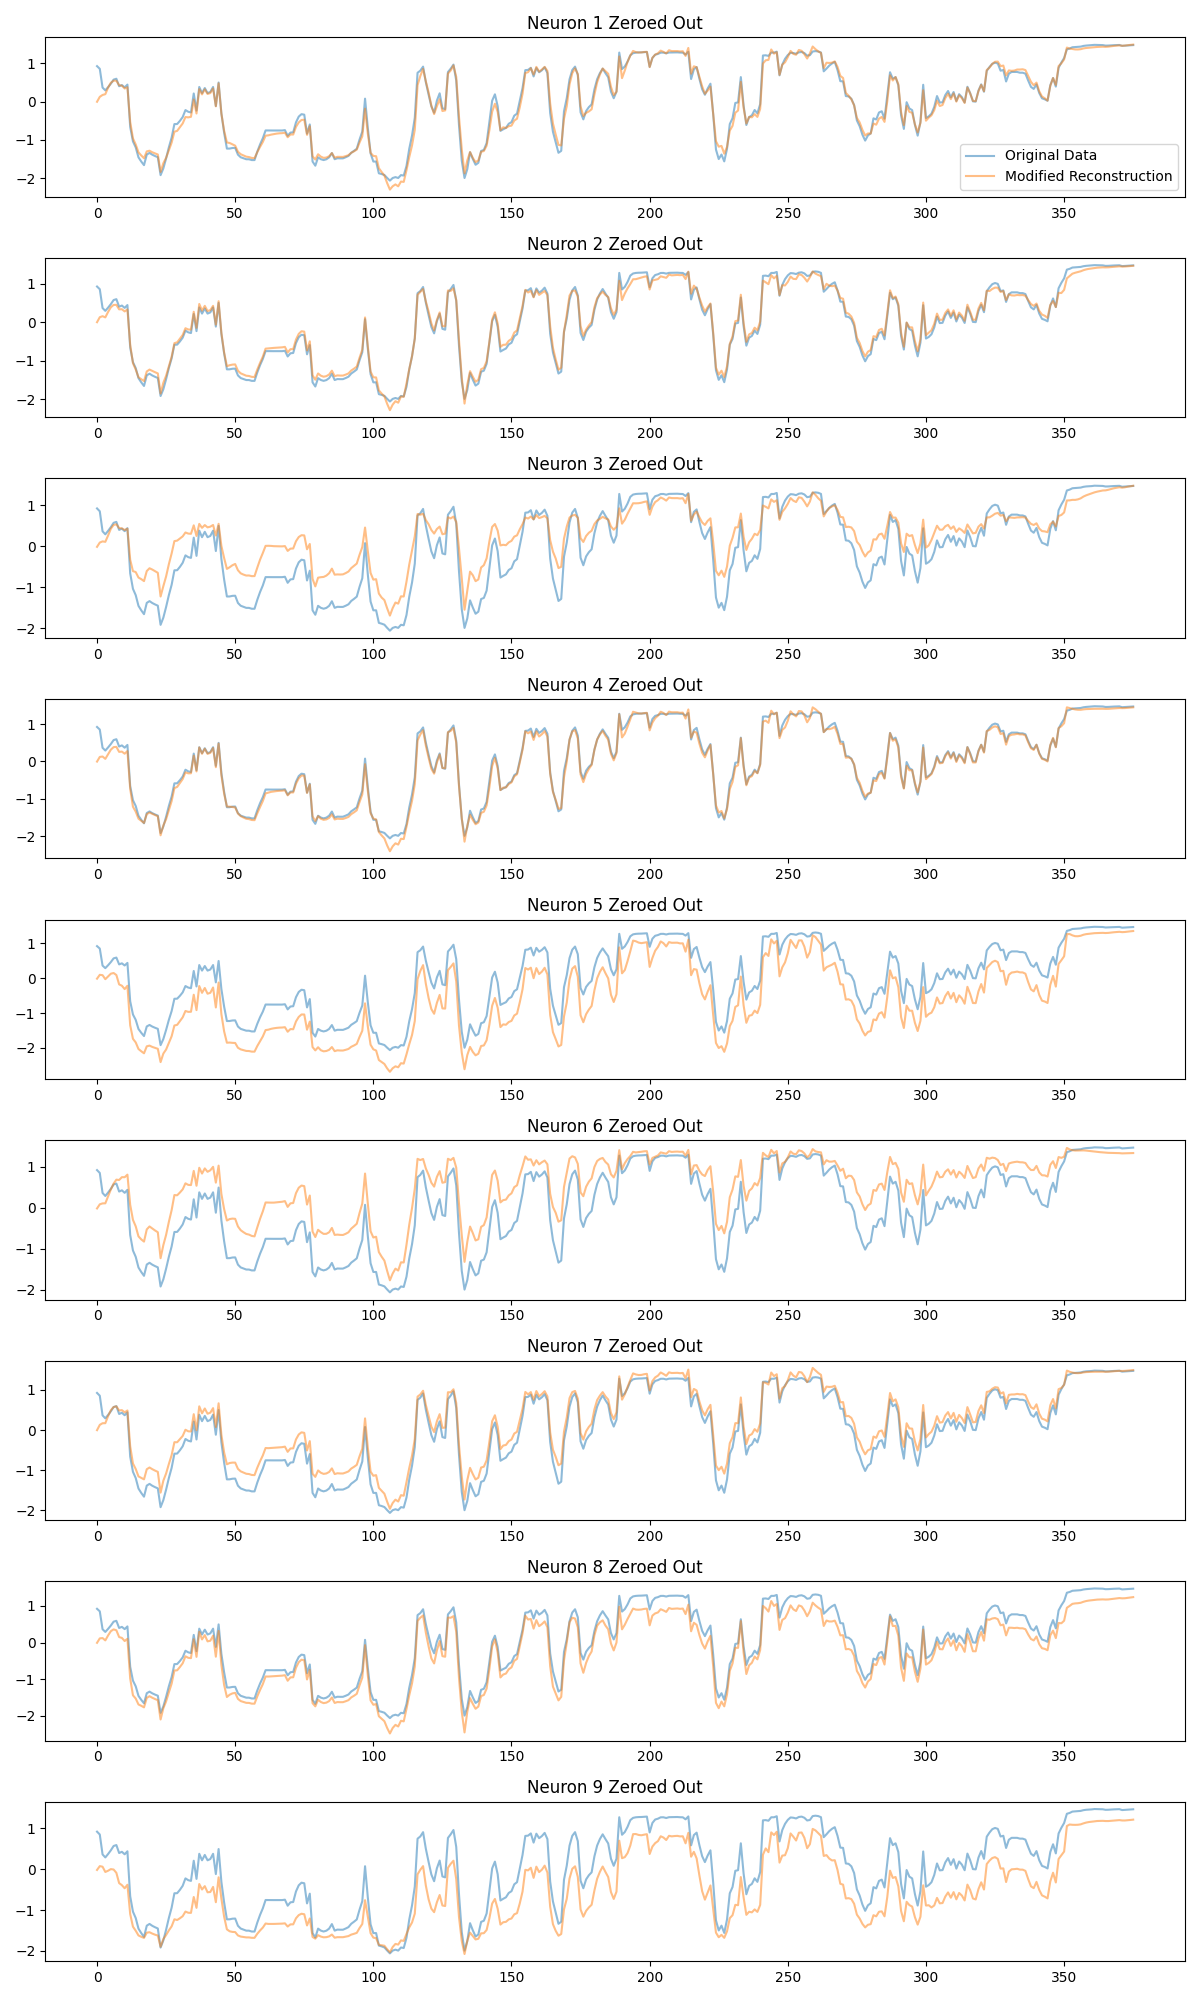 Neuron 1 Zeroed Out
1
0
−1
−2
Original Data
Modified Reconstruction
0 50 100 150 200 250 300 350
Neuron 2 Zeroed Out
1
0
−1
−2
0 50 100 150 200 250 300 350
Neuron 3 Zeroed Out
1
0
−1
−2
0 50 100 150 200 250 300 350
Neuron 4 Zeroed Out
1
0
−1
−2
0 50 100 150 200 250 300 350
Neuron 5 Zeroed Out
1
0
−1
−2
0 50 100 150 200 250 300 350
Neuron 6 Zeroed Out
1
0
−1
−2
0 50 100 150 200 250 300 350
Neuron 7 Zeroed Out
1
0
−1
−2
0 50 100 150 200 250 300 350
Neuron 8 Zeroed Out
1
0
−1
−2
0 50 100 150 200 250 300 350
Neuron 9 Zeroed Out
1
0
−1
−2
0 50 100 150 200 250 300 350